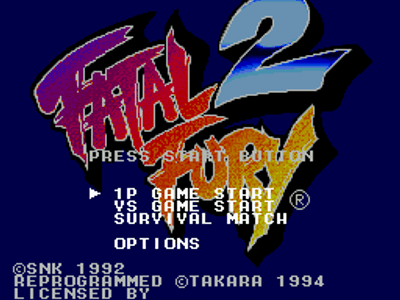 FATAL FURY 2
PRESS START BUTTON
1P GAME START
VS GAME START
SURVIVAL MATCH
®
OPTIONS
©SNK 1992
REPROGRAMMED ©TAKARA 1994
LICENSED BY